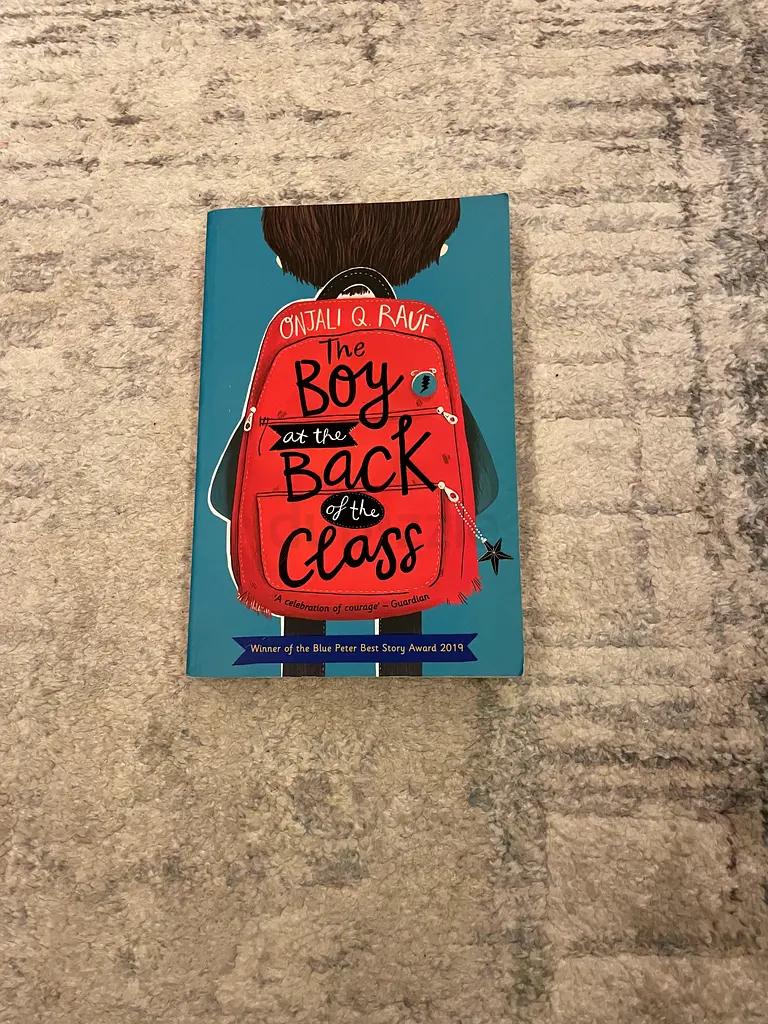 ONJALI Q. RAÚF
The
Boy
at the
Back
of the
Class
'A celebration of courage' – Guardian
Winner of the Blue Peter Best Story Award 2019